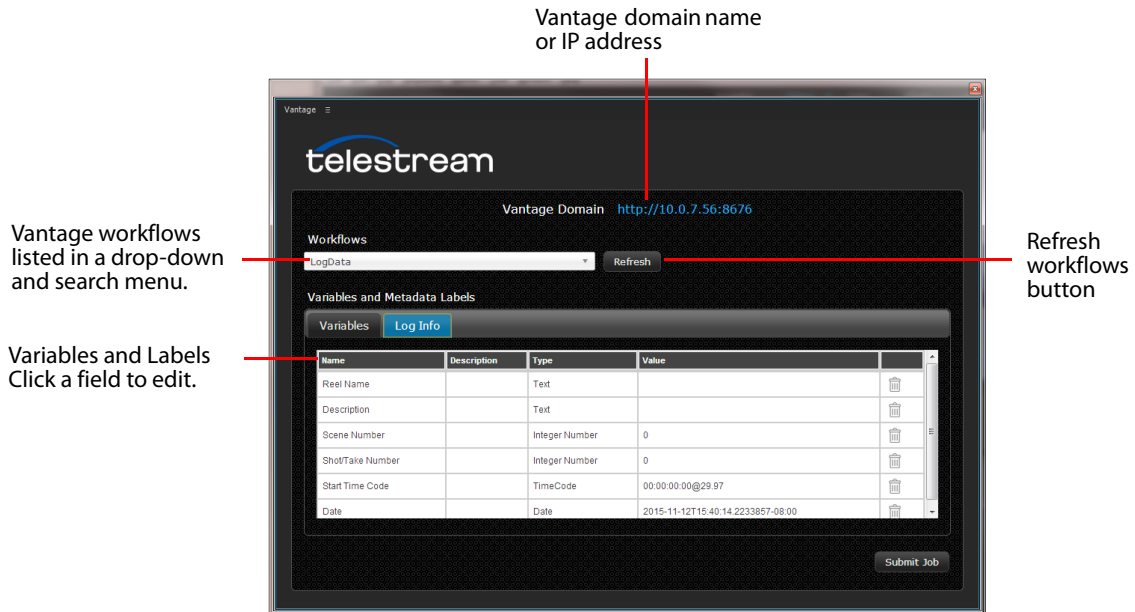 Vantage domain name
or IP address
Vantage
telestream
Vantage Domain http://10.0.7.56:8676
Vantage workflows
listed in a drop-down
and search menu.
Workflows
LogData
Refresh
Refresh
workflows
button
Variables and Metadata Labels
Variables Log Info
Variables and Labels
Click a field to edit.
Name Description Type Value
Reel Name Text
Description Text
Scene Number Integer Number 0
Shot/Take Number Integer Number 0
Start Time Code TimeCode 00:00:00:00@29.97
Date Date 2015-11-12T15:40:14.2233857-08:00
Submit Job